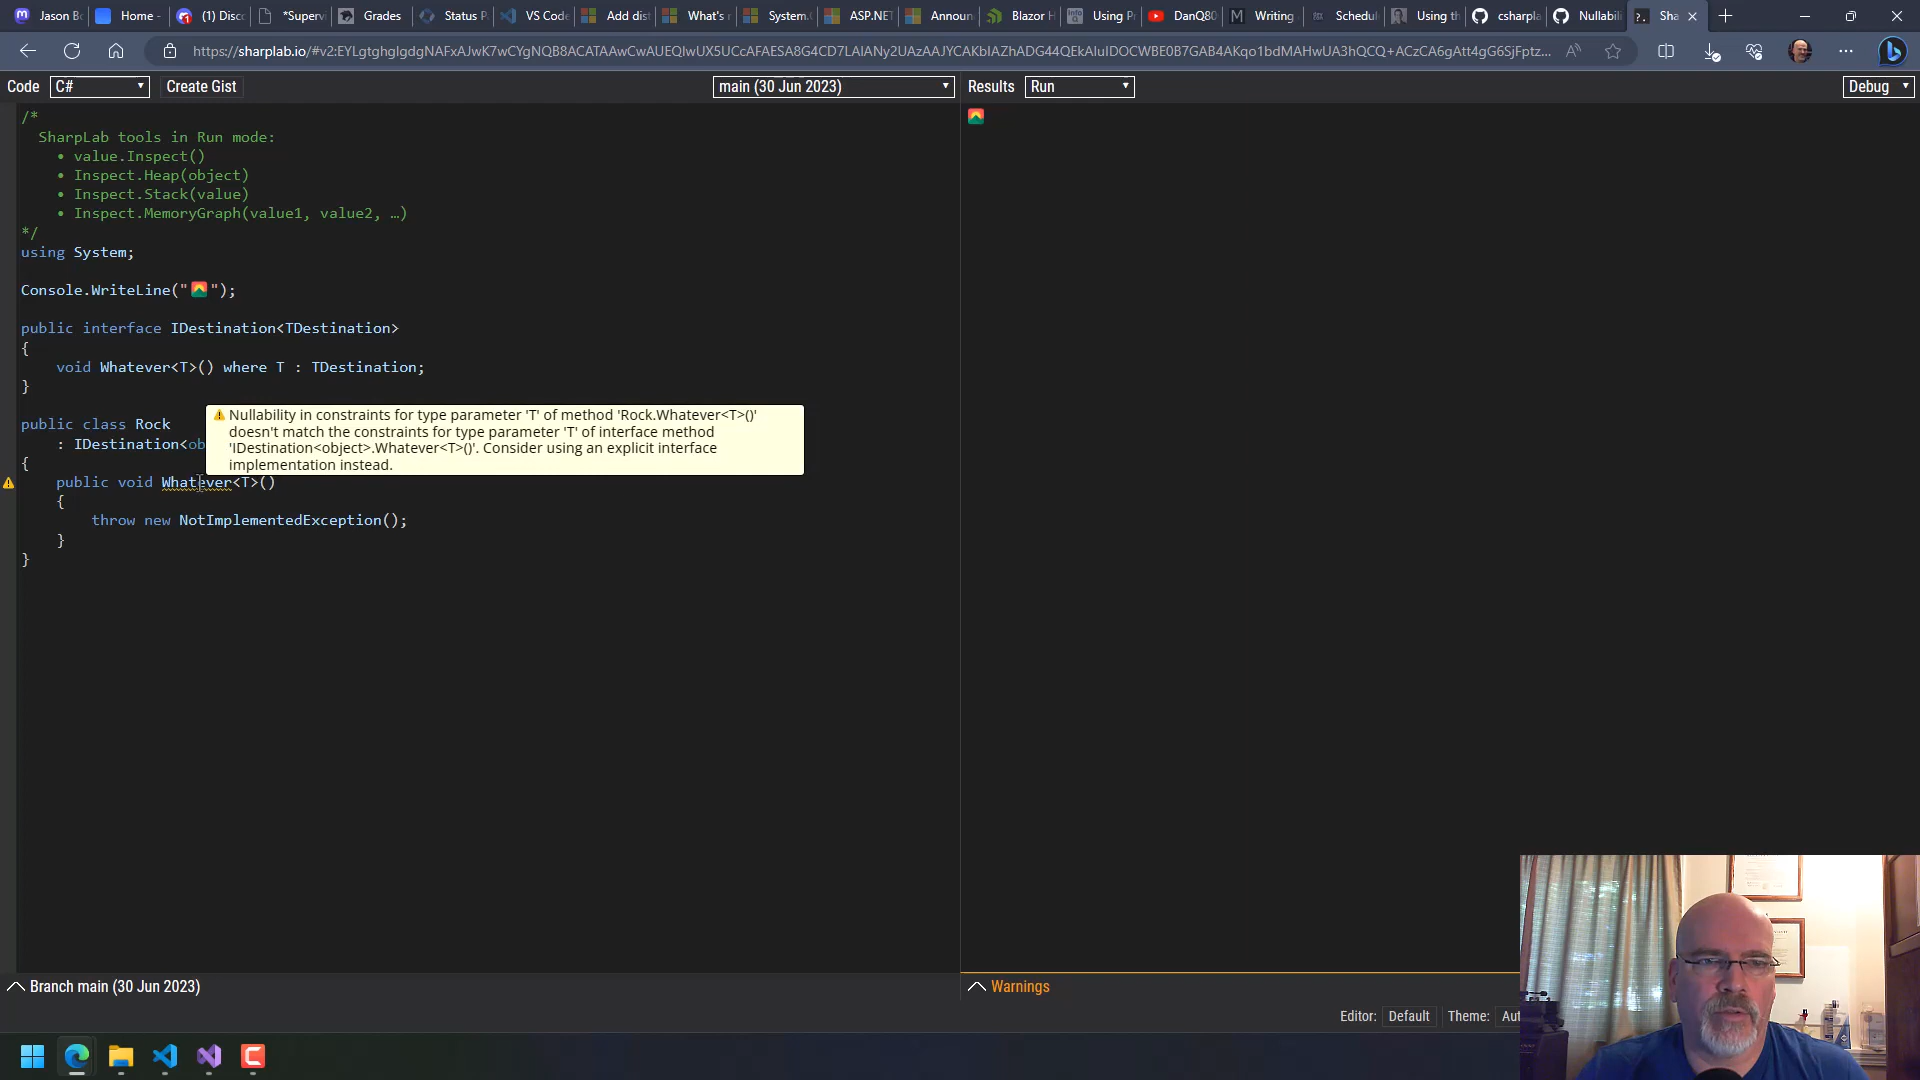 Jason Bo
Home -
(1) Disco
*Supervi
Grades
Status P
VS Code
Add dist
What's n
System.C
ASP.NET
Announ
Blazor H
Using Pr
DanQ80
Writing
Schedul
Using th
csharpla
Nullabili
Sha
https://sharplab.io/#v2:EYLgtghglgdgNAFxAJwK7wCYgNQB8ACATAAwCwAUEQIwUX5UCcAFAESA8G4CD7LAIANy2UAzAAJYCAKbIAZhADG44QEkAIuIDOCWBE0B7GAB4AKqo1bdMAHwUA3hQCQ+ACzCA6gAtt4gG6SjFptz...
Code
C#
Create Gist
main (30 Jun 2023)
Results
Run
Debug
/*
SharpLab tools in Run mode:
• value.Inspect()
• Inspect.Heap(object)
• Inspect.Stack(value)
• Inspect.MemoryGraph(value1, value2, …)
*/
using System;
Console.WriteLine("🌄");
public interface IDestination<TDestination>
{
void Whatever<T>() where T : TDestination;
}
public class Rock
: IDestination<ob
{
public void Whatever<T>()
{
throw new NotImplementedException();
}
}
Nullability in constraints for type parameter 'T' of method 'Rock.Whatever<T>()'
doesn't match the constraints for type parameter 'T' of interface method
'IDestination<object>.Whatever<T>()'. Consider using an explicit interface
implementation instead.
Branch main (30 Jun 2023)
Warnings
Editor:
Default
Theme:
Aut